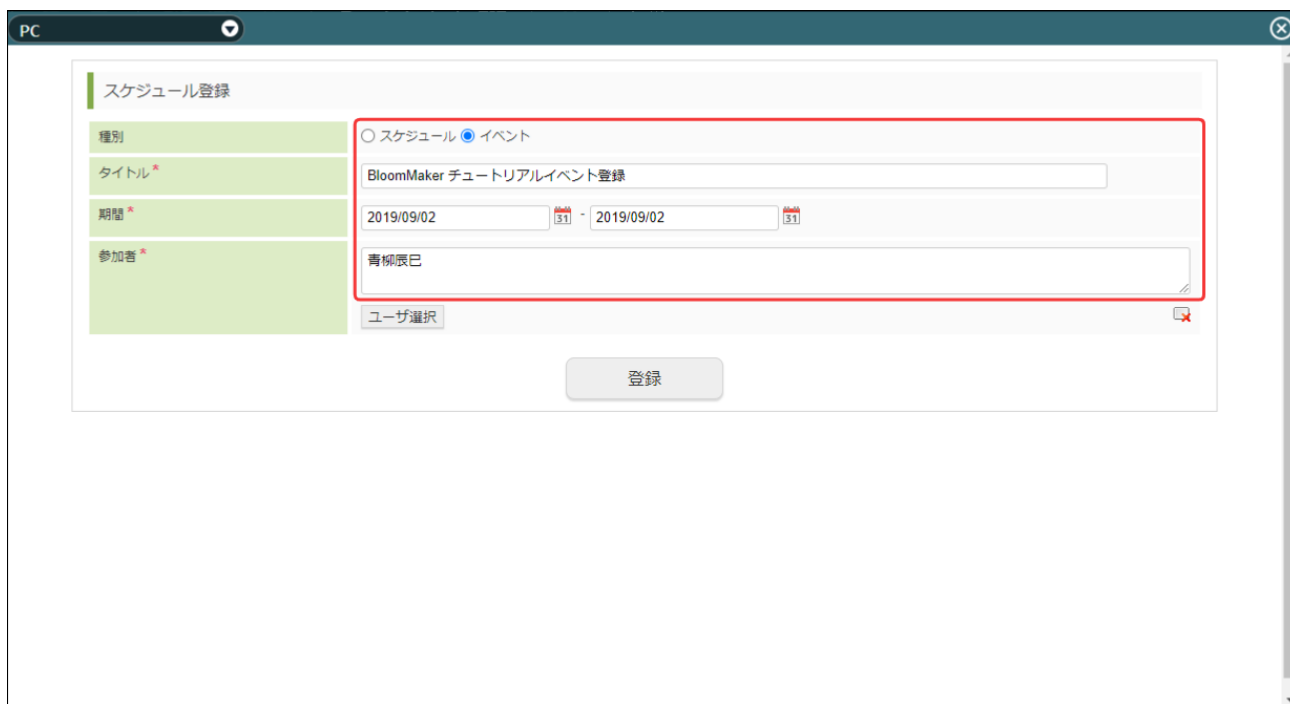 PC
スケジュール登録
種別
スケジュール イベント
タイトル*
BloomMaker チュートリアルイベント登録
期間*
2019/09/02 31 - 2019/09/02 31
参加者*
青柳辰巳
ユーザ選択
登録